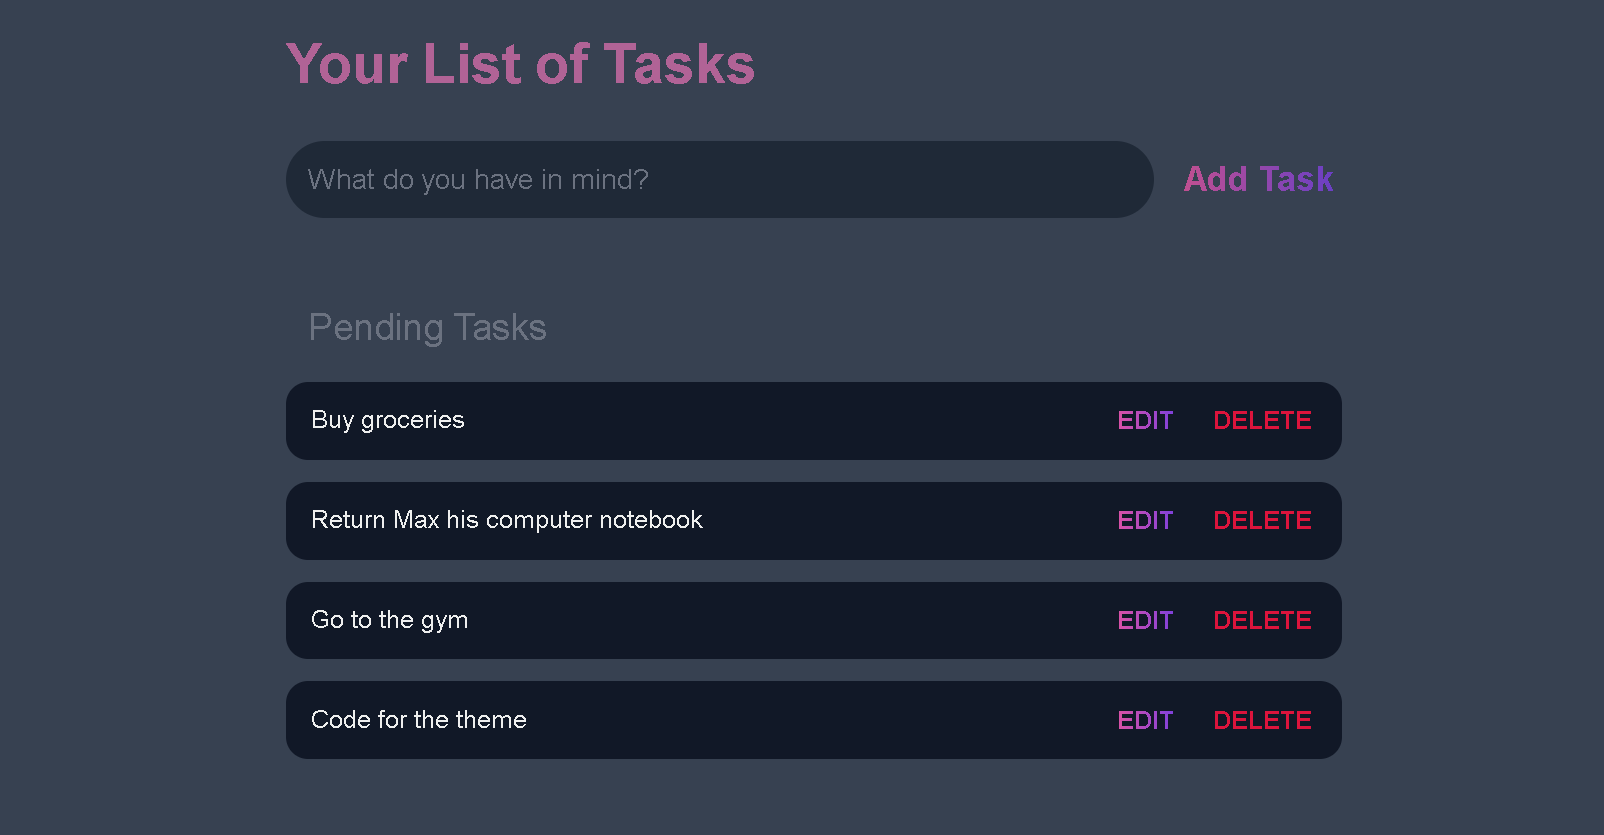 Your List of Tasks
What do you have in mind?
Add Task
Pending Tasks
Buy groceries EDIT DELETE
Return Max his computer notebook EDIT DELETE
Go to the gym EDIT DELETE
Code for the theme EDIT DELETE